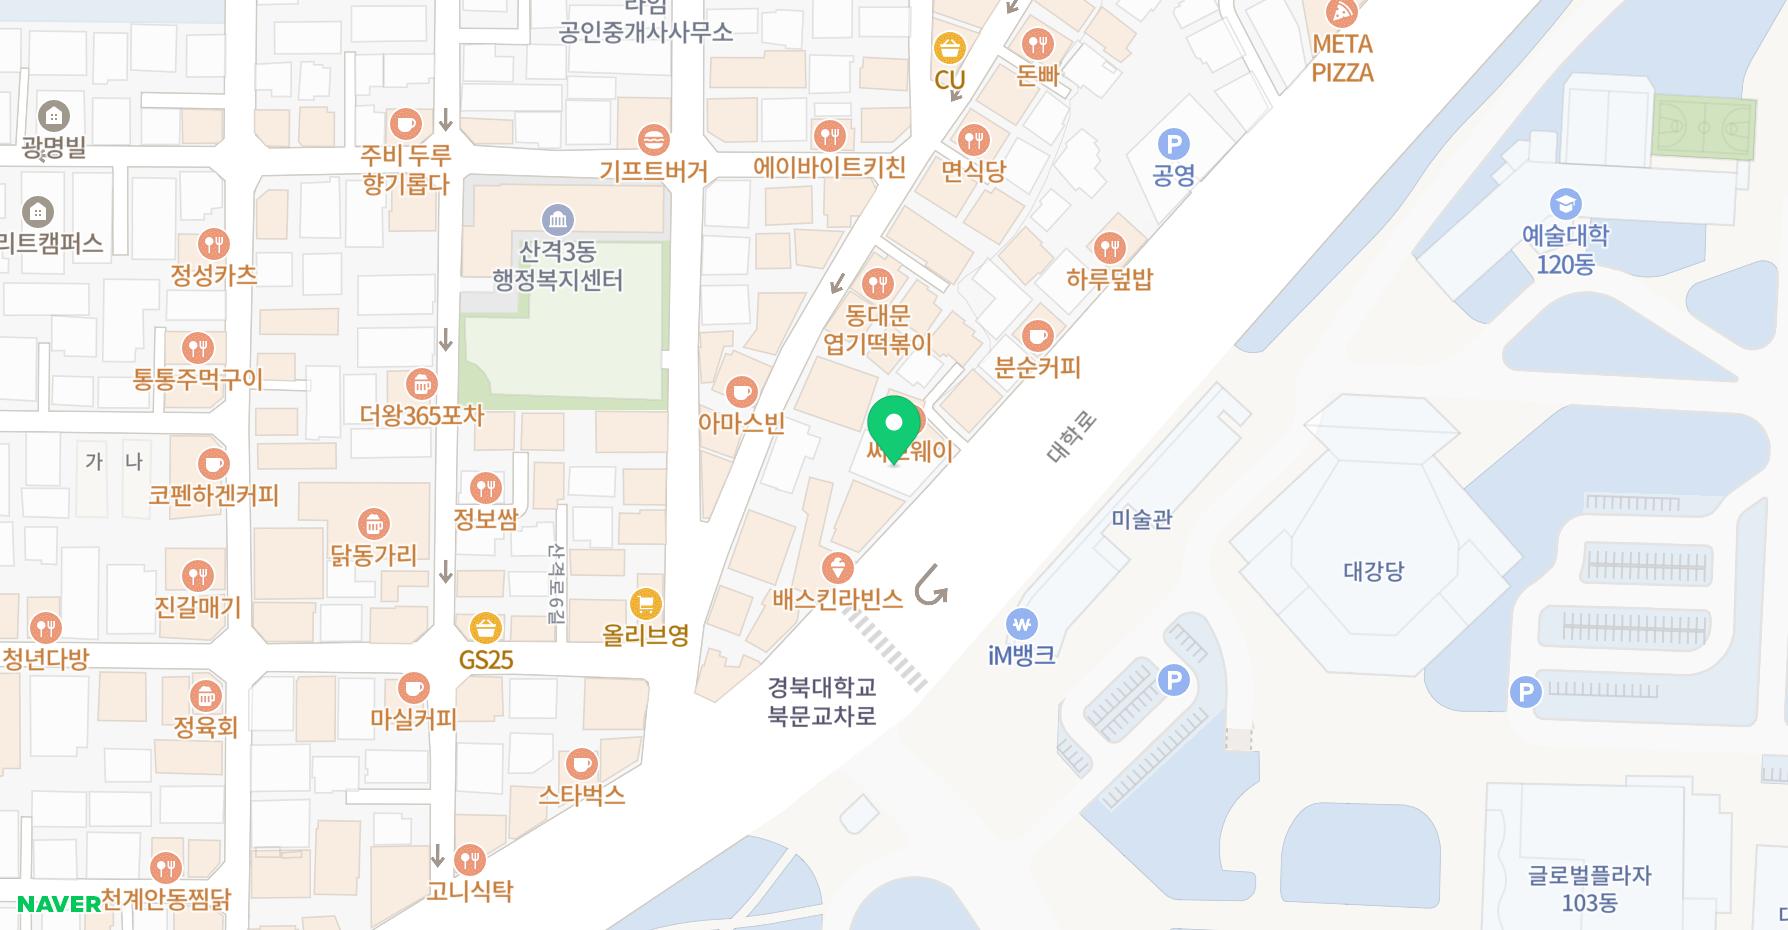 라임
공인중개사사무소
META
PIZZA
CU
돈빠
광명빌
주비 두루
향기롭다
기프트버거
에이바이트키친
면식당
공영
리트캠퍼스
정성카츠
산격3동
행정복지센터
하루덮밥
예술대학
120동
동대문
엽기떡볶이
분순커피
통통주먹구이
더왕365포차
아마스빈
대학로
가
나
코펜하겐커피
정보쌈
미술관
닭동가리
산격로6길
대강당
진갈매기
배스킨라빈스
청년다방
GS25
올리브영
iM뱅크
P
P
P
정육회
마실커피
경북대학교
북문교차로
스타벅스
고니식탁
천계안동찜닭
글로벌플라자
103동
NAVER